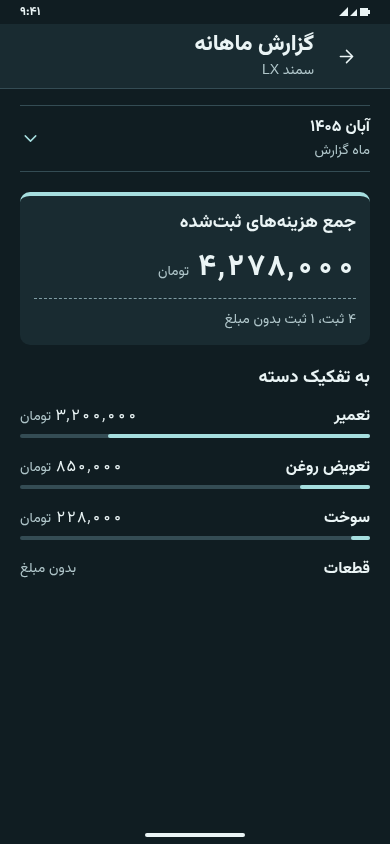 ۹:۴۱
گزارش ماهانه
سمند LX
آبان ۱۴۰۵
ماه گزارش
جمع هزینه‌های ثبت‌شده
۴,۲۷۸,۰۰۰ تومان
۴ ثبت، ۱ ثبت بدون مبلغ
به تفکیک دسته
تعمیر ۳,۲۰۰,۰۰۰ تومان
تعویض روغن ۸۵۰,۰۰۰ تومان
سوخت ۲۲۸,۰۰۰ تومان
قطعات بدون مبلغ